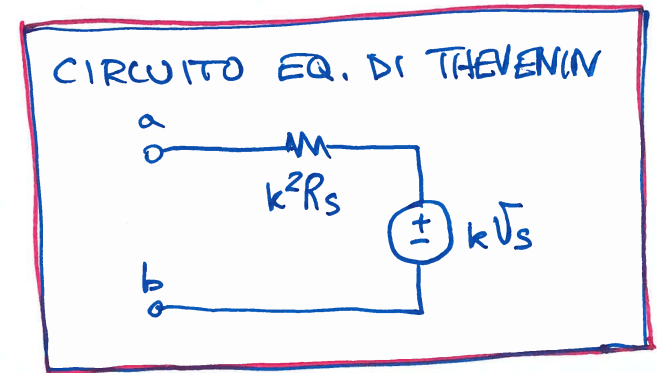 CIRCUITO EQ. DI THEVENIN
a
k²Rs
+
−
kVs
b